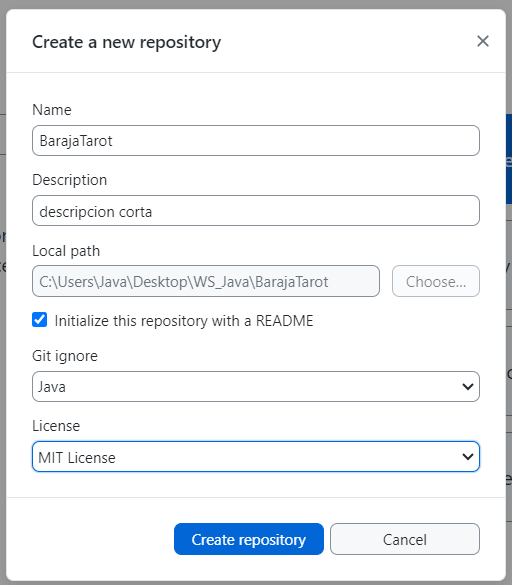 Create a new repository
Name
BarajaTarot
Description
descripcion corta
Local path
C:\Users\Java\Desktop\WS_Java\BarajaTarot
Choose...
Initialize this repository with a README
Git ignore
Java
License
MIT License
Create repository
Cancel